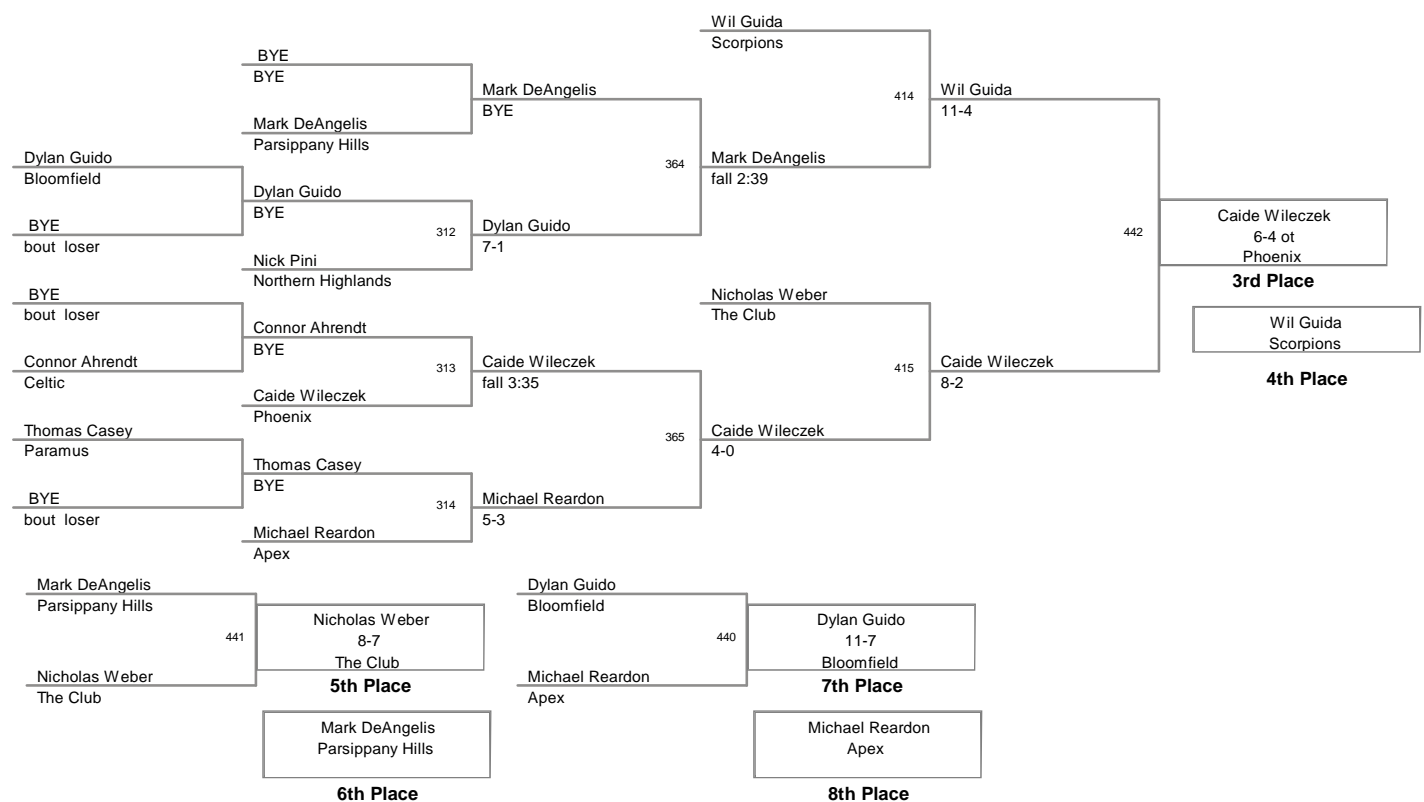 Wil Guida
Scorpions
BYE
BYE
Mark DeAngelis
BYE
414
Wil Guida
11-4
Mark DeAngelis
Parsippany Hills
Dylan Guido
Bloomfield
364
Mark DeAngelis
fall 2:39
Dylan Guido
BYE
BYE
bout loser
312
Dylan Guido
7-1
442
Caide Wileczek
6-4 ot
Phoenix
3rd Place
Nick Pini
Northern Highlands
BYE
bout loser
Nicholas Weber
The Club
Wil Guida
Scorpions
4th Place
Connor Ahrendt
BYE
Connor Ahrendt
Celtic
313
Caide Wileczek
fall 3:35
415
Caide Wileczek
8-2
Caide Wileczek
Phoenix
Thomas Casey
Paramus
365
Caide Wileczek
4-0
Thomas Casey
BYE
BYE
bout loser
314
Michael Reardon
5-3
Michael Reardon
Apex
Mark DeAngelis
Parsippany Hills
441
Nicholas Weber
8-7
The Club
5th Place
Nicholas Weber
The Club
Mark DeAngelis
Parsippany Hills
6th Place
Dylan Guido
Bloomfield
440
Dylan Guido
11-7
Bloomfield
7th Place
Michael Reardon
Apex
Michael Reardon
Apex
8th Place